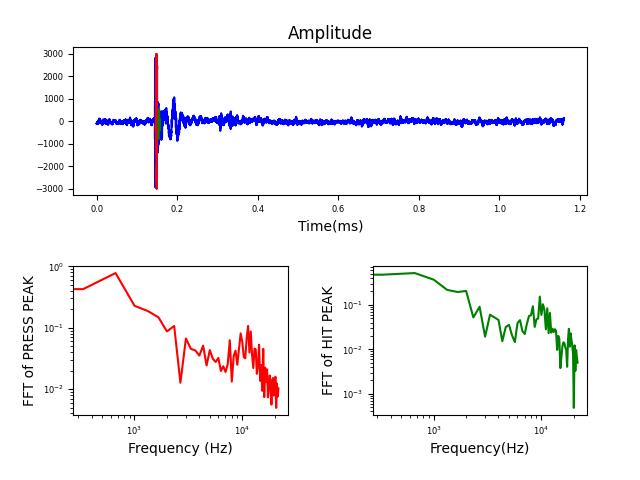 Amplitude
3000
2000
1000
0
−1000
−2000
−3000
0.0 0.2 0.4 0.6 0.8 1.0 1.2
Time(ms)
FFT of PRESS PEAK
10⁰
10⁻¹
10⁻²
10³ 10⁴
Frequency (Hz)
FFT of HIT PEAK
10⁻¹
10⁻²
10⁻³
10³ 10⁴
Frequency(Hz)